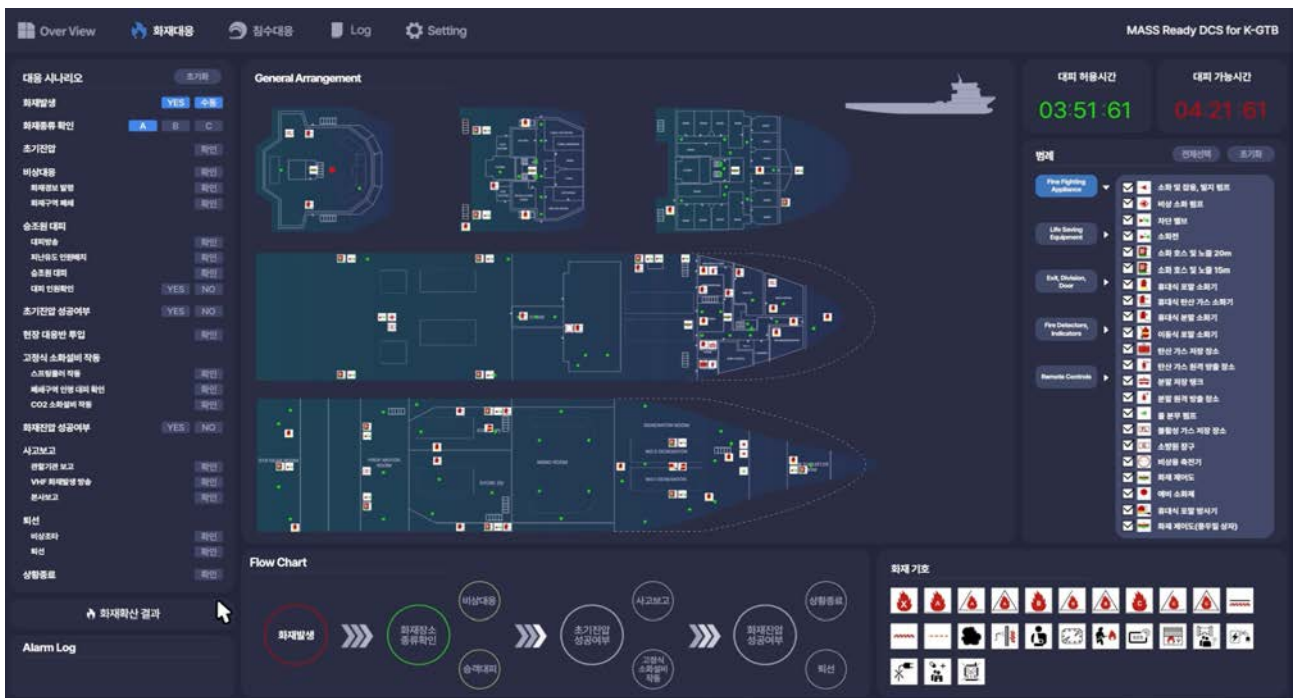 Over View
화재대응
침수대응
Log
Setting
MASS Ready DCS for K-GTB
대응 시나리오
초기화
화재발생
YES
수동
화재종류 확인
A
B
C
초기진압
확인
비상대응
확인
화재경보 발령
확인
화재구역 폐쇄
확인
승조원 대피
대피방송
확인
피난유도 인원배치
확인
승조원 대피
확인
대피 인원확인
YES
NO
초기진압 성공여부
YES
NO
현장 대응반 투입
확인
고정식 소화설비 작동
스프링클러 작동
확인
폐쇄구역 인명 대피 확인
확인
CO2 소화설비 작동
확인
화재진압 성공여부
YES
NO
사고보고
관할기관 보고
확인
VHF 화재발생 방송
확인
본사보고
확인
퇴선
비상조타
확인
퇴선
확인
상황종료
확인
화재확산 결과
Alarm Log
General Arrangement
대피 허용시간
03:51:61
대피 가능시간
04:21:61
범례
전체선택
초기화
Fire Fighting
Appliance
Life Saving
Equipment
Exit, Division,
Door
Fire Detectors,
Indicators
Remote Controls
소화 및 잡용, 빌지 펌프
비상 소화 펌프
차단 밸브
소화전
소화 호스 및 노즐 20m
소화 호스 및 노즐 15m
휴대식 포말 소화기
휴대식 탄산 가스 소화기
휴대식 분말 소화기
이동식 포말 소화기
탄산 가스 저장 장소
탄산 가스 원격 방출 장소
분말 저장 탱크
분말 원격 방출 장소
물 분무 펌프
불활성 가스 저장 장소
소방원 장구
비상용 축전기
화재 제어도
예비 소화제
휴대식 포말 방사기
화재 제어도(풍우밀 상자)
Flow Chart
화재발생
화재장소
종류확인
비상대응
승객대피
초기진압
성공여부
사고보고
고정식
소화설비
작동
화재진압
성공여부
상황종료
퇴선
화재 기호